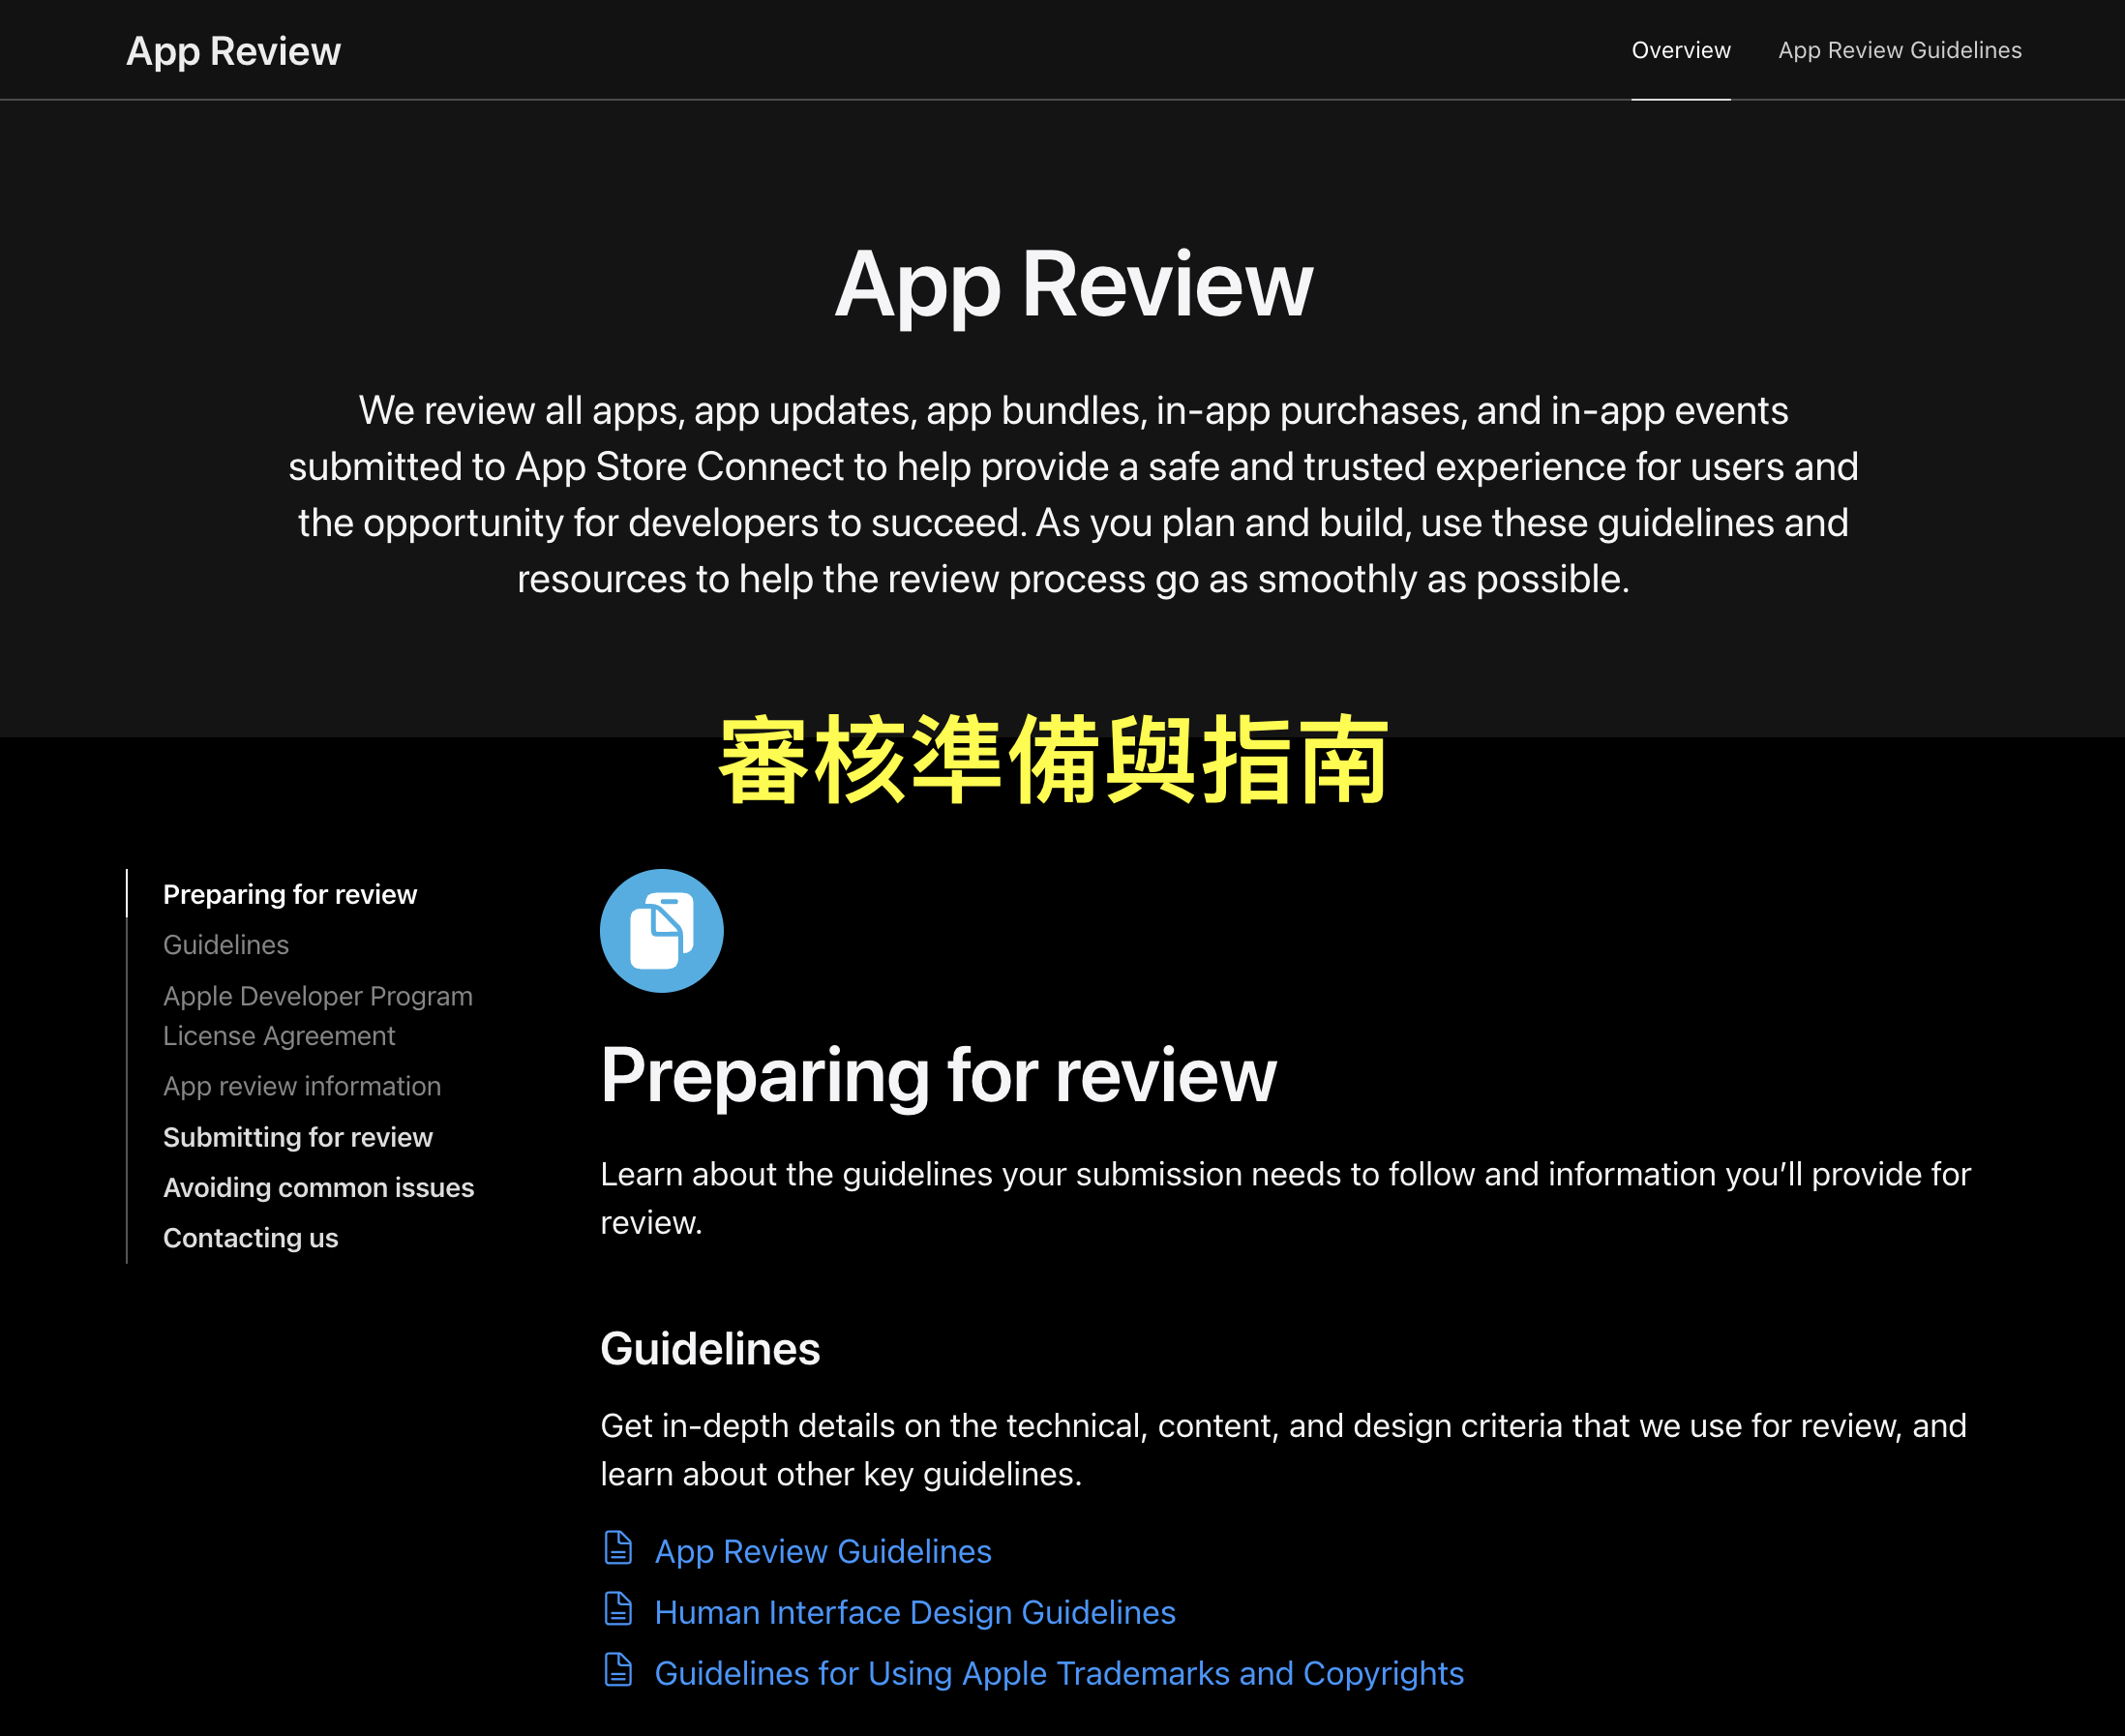 App Review
Overview
App Review Guidelines
App Review
We review all apps, app updates, app bundles, in-app purchases, and in-app events
submitted to App Store Connect to help provide a safe and trusted experience for users and
the opportunity for developers to succeed. As you plan and build, use these guidelines and
resources to help the review process go as smoothly as possible.
審核準備與指南
Preparing for review
Guidelines
Apple Developer Program
License Agreement
App review information
Submitting for review
Avoiding common issues
Contacting us
Preparing for review
Learn about the guidelines your submission needs to follow and information you’ll provide for
review.
Guidelines
Get in-depth details on the technical, content, and design criteria that we use for review, and
learn about other key guidelines.
App Review Guidelines
Human Interface Design Guidelines
Guidelines for Using Apple Trademarks and Copyrights